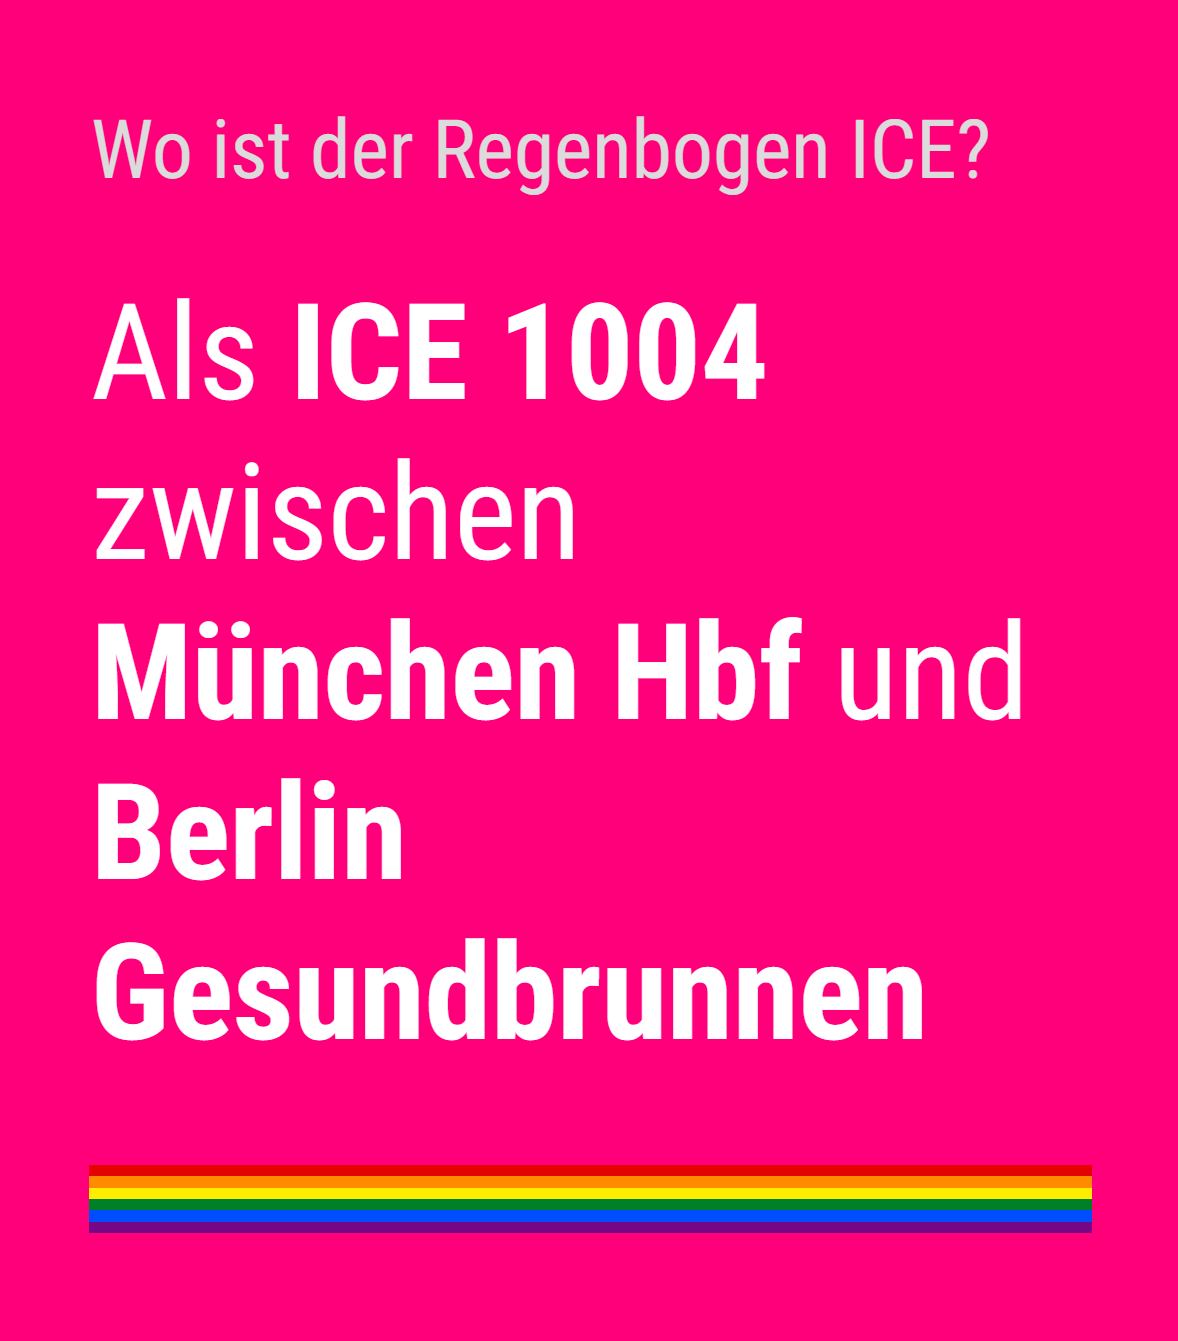 Wo ist der Regenbogen ICE?
Als ICE 1004
zwischen
München Hbf und
Berlin
Gesundbrunnen